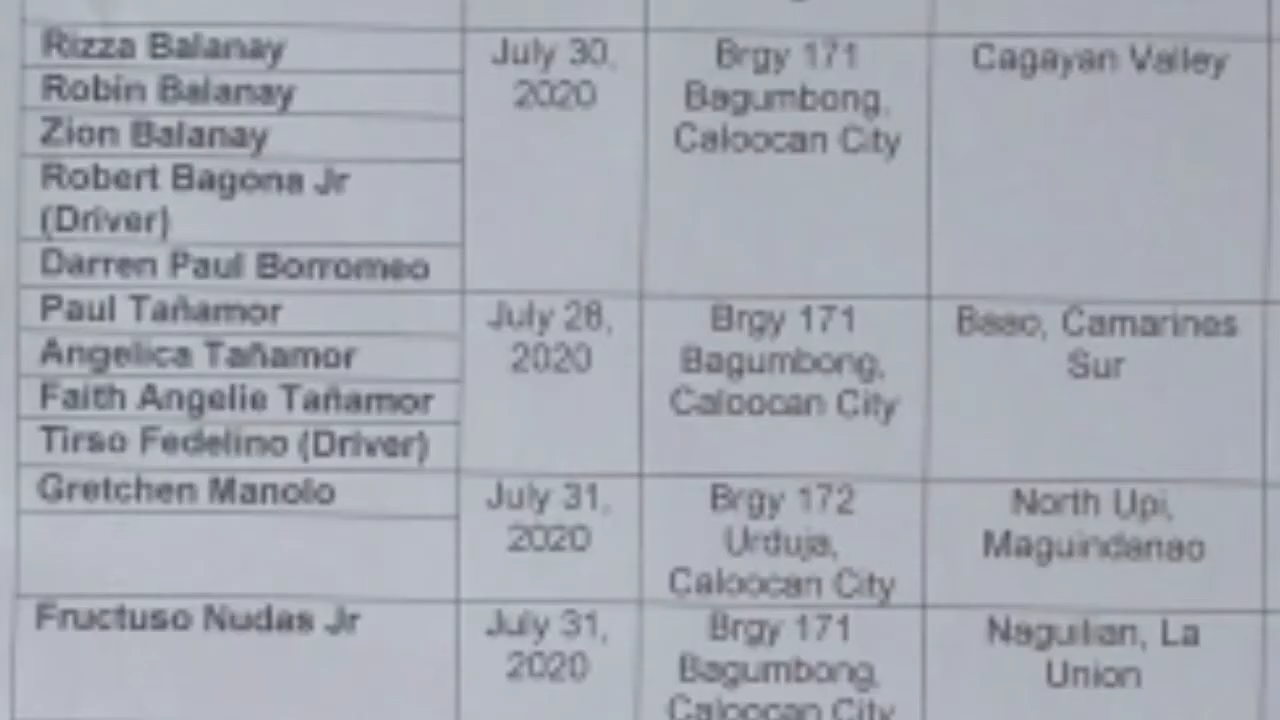 Rizza Balanay
Robin Balanay
Zion Balanay
Robert Bagona Jr
(Driver)
Darren Paul Borromeo
July 30,
2020
Brgy 171
Bagumbong,
Caloocan City
Cagayan Valley
Paul Tañamor
Angelica Tañamor
Faith Angelie Tañamor
Tirso Fedelino (Driver)
July 28,
2020
Brgy 171
Bagumbong,
Caloocan City
Baao, Camarines
Sur
Gretchen Manolo
July 31,
2020
Brgy 172
Urduja,
Caloocan City
North Upi,
Maguindanao
Fructuso Nudas Jr
July 31,
2020
Brgy 171
Bagumbong,
Caloocan City
Naguilian, La
Union